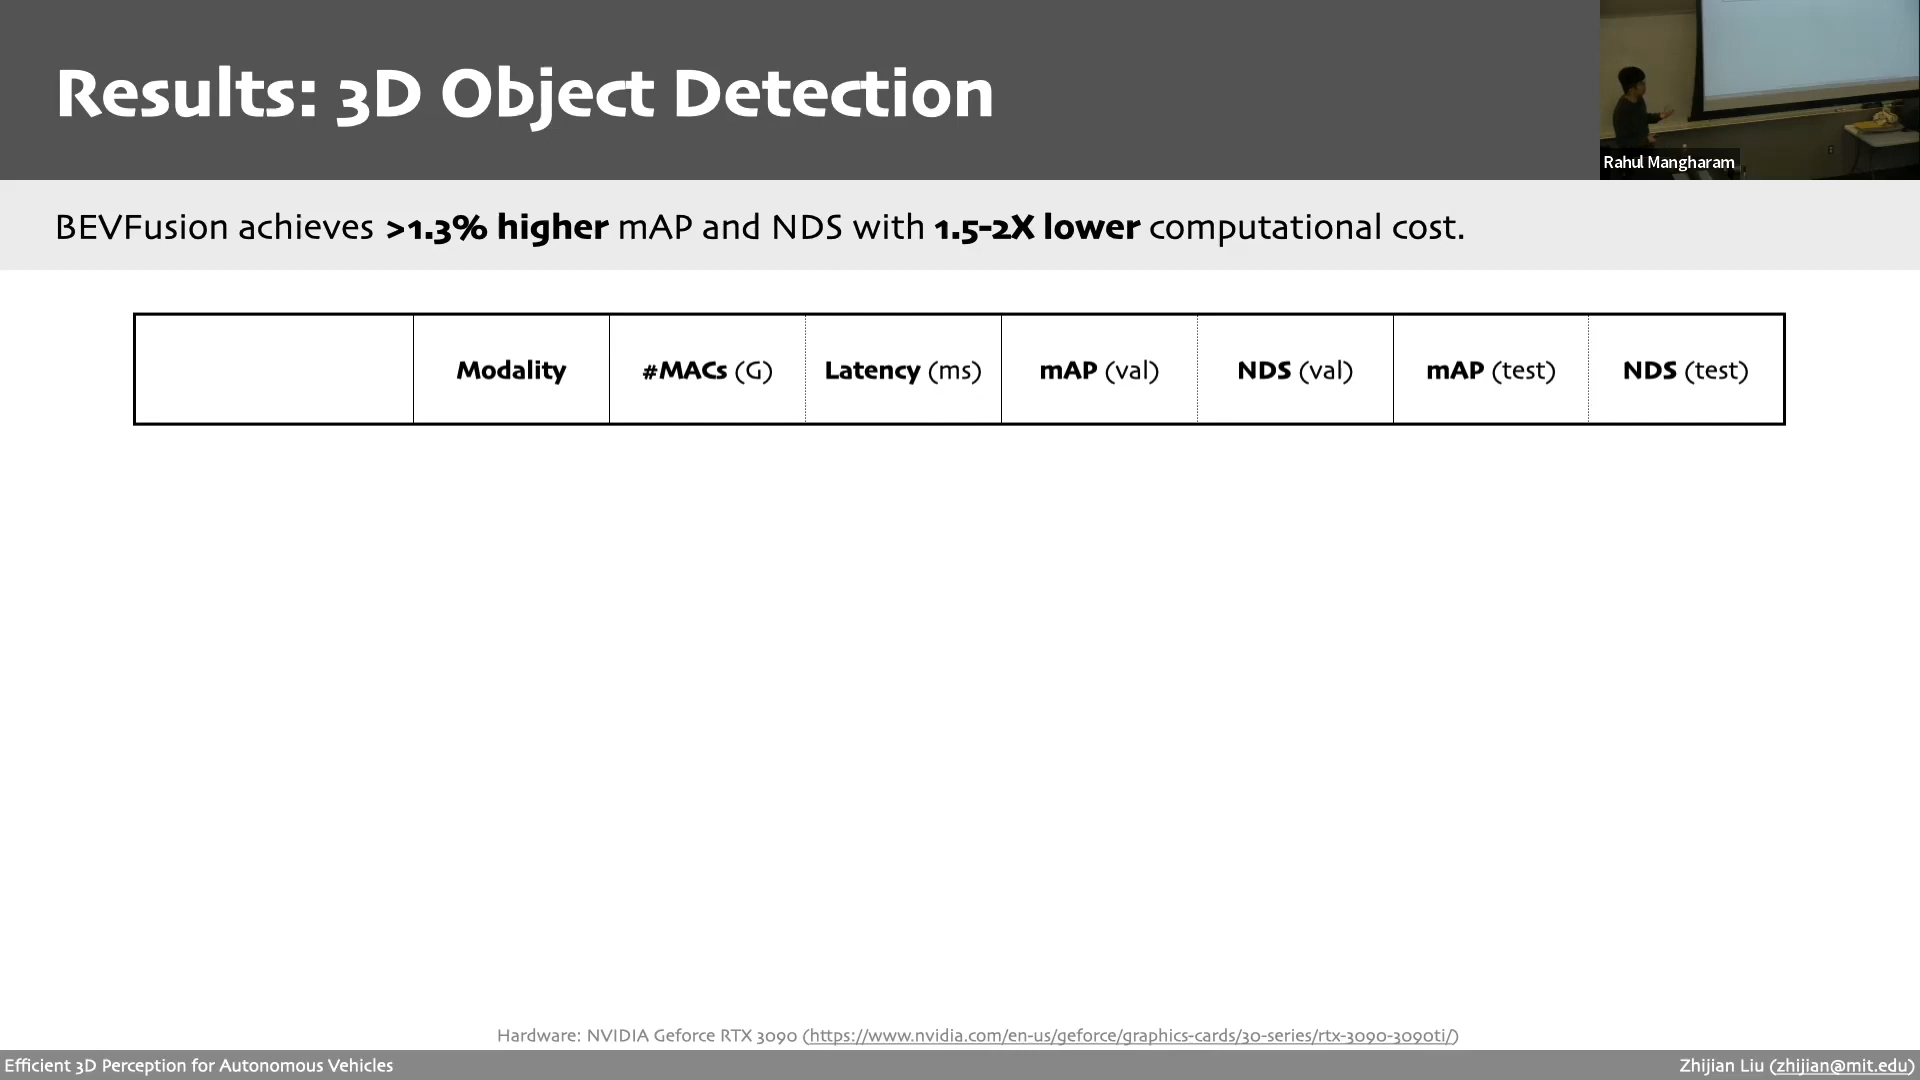 Results: 3D Object Detection
Rahul Mangharam
BEVFusion achieves >1.3% higher mAP and NDS with 1.5-2X lower computational cost.
Modality #MACs (G) Latency (ms) mAP (val) NDS (val) mAP (test) NDS (test)
Hardware: NVIDIA Geforce RTX 3090 (https://www.nvidia.com/en-us/geforce/graphics-cards/30-series/rtx-3090-3090ti/)
Efficient 3D Perception for Autonomous Vehicles
Zhijian Liu (zhijian@mit.edu)